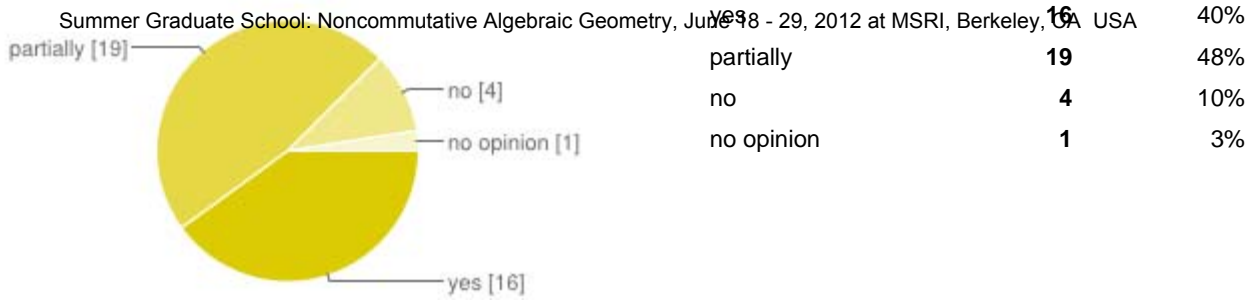 Summer Graduate School: Noncommutative Algebraic Geometry, June 18 - 29, 2012 at MSRI, Berkeley, CA USA
yes 16 40%
partially [19]
partially 19 48%
no [4]
no 4 10%
no opinion [1]
no opinion 1 3%
yes [16]